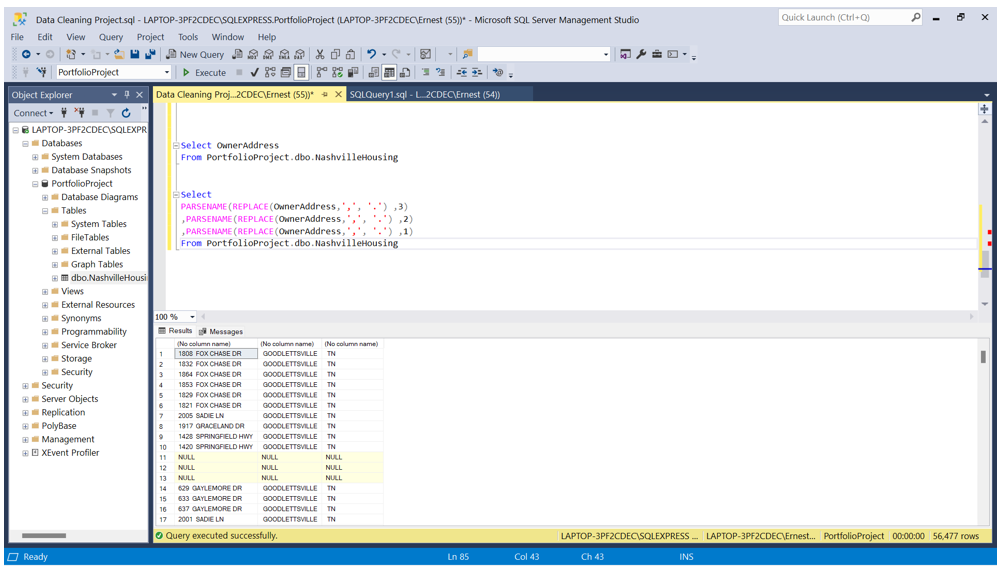 Data Cleaning Project.sql - LAPTOP-3PF2CDEC\SQLEXPRESS.PortfolioProject (LAPTOP-3PF2CDEC\Ernest (55))* - Microsoft SQL Server Management Studio
Quick Launch (Ctrl+Q)
File Edit View Query Project Tools Window Help
New Query
PortfolioProject Execute
Object Explorer
Data Cleaning Proj...2CDEC\Ernest (55))* SQLQuery1.sql - L...2CDEC\Ernest (54))
Connect
LAPTOP-3PF2CDEC\SQLEXPR
Databases
System Databases
Database Snapshots
PortfolioProject
Database Diagrams
Tables
System Tables
FileTables
External Tables
Graph Tables
dbo.NashvilleHousi
Views
External Resources
Synonyms
Programmability
Service Broker
Storage
Security
Security
Server Objects
Replication
PolyBase
Management
XEvent Profiler
Select OwnerAddress
From PortfolioProject.dbo.NashvilleHousing
Select
PARSENAME(REPLACE(OwnerAddress,',', '.') ,3)
,PARSENAME(REPLACE(OwnerAddress,',', '.') ,2)
,PARSENAME(REPLACE(OwnerAddress,',', '.') ,1)
From PortfolioProject.dbo.NashvilleHousing
100 %
Results Messages
(No column name) (No column name) (No column name)
1 1808 FOX CHASE DR GOODLETTSVILLE TN
2 1832 FOX CHASE DR GOODLETTSVILLE TN
3 1864 FOX CHASE DR GOODLETTSVILLE TN
4 1853 FOX CHASE DR GOODLETTSVILLE TN
5 1829 FOX CHASE DR GOODLETTSVILLE TN
6 1821 FOX CHASE DR GOODLETTSVILLE TN
7 2005 SADIE LN GOODLETTSVILLE TN
8 1917 GRACELAND DR GOODLETTSVILLE TN
9 1428 SPRINGFIELD HWY GOODLETTSVILLE TN
10 1420 SPRINGFIELD HWY GOODLETTSVILLE TN
11 NULL NULL NULL
12 NULL NULL NULL
13 NULL NULL NULL
14 629 GAYLEMORE DR GOODLETTSVILLE TN
15 633 GAYLEMORE DR GOODLETTSVILLE TN
16 637 GAYLEMORE DR GOODLETTSVILLE TN
17 2001 SADIE LN GOODLETTSVILLE TN
Query executed successfully. LAPTOP-3PF2CDEC\SQLEXPRESS ... LAPTOP-3PF2CDEC\Ernest... PortfolioProject 00:00:00 56,477 rows
Ready Ln 85 Col 43 Ch 43 INS